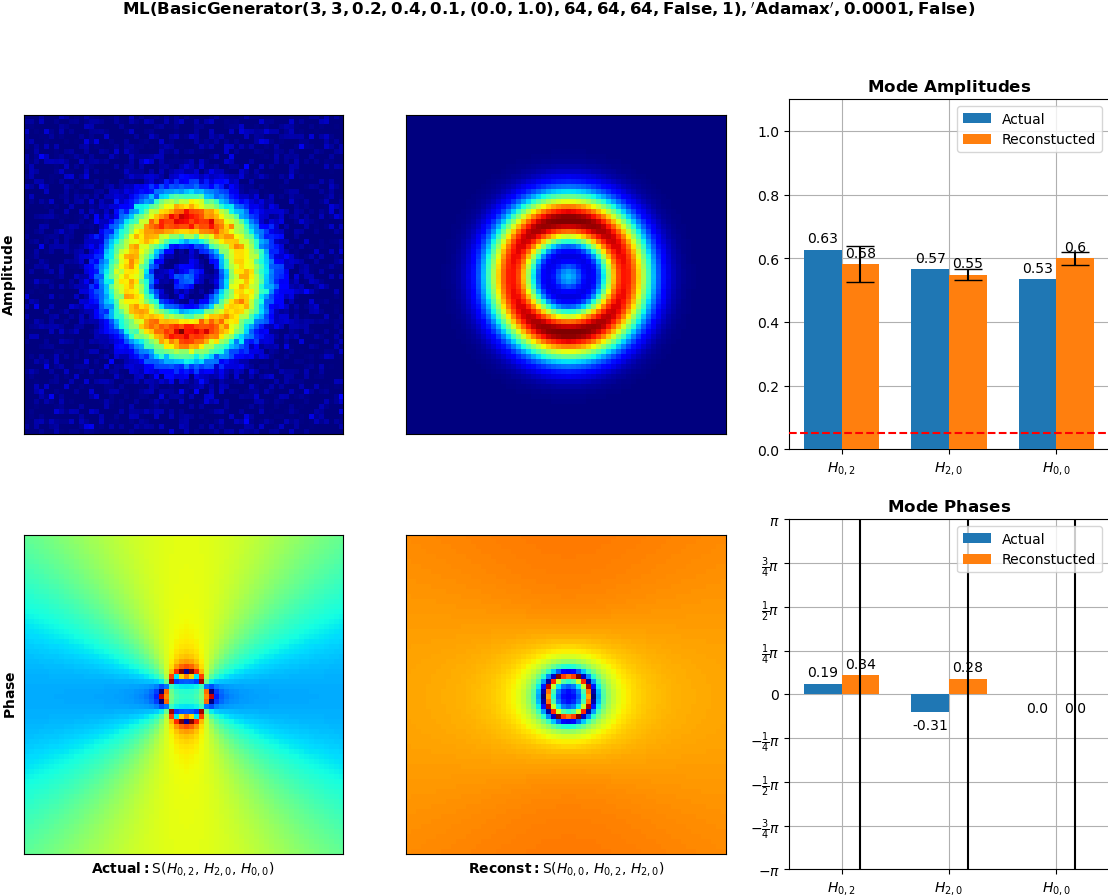 ML(BasicGenerator(3, 3, 0.2, 0.4, 0.1, (0.0, 1.0), 64, 64, 64, False, 1), ′Adamax′, 0.0001, False)
Amplitude
Mode Amplitudes
Actual
Reconstucted
1.0
0.8
0.6
0.4
0.2
0.0
0.63
0.58
0.57
0.55
0.53
0.6
H0, 2
H2, 0
H0, 0
Phase
Actual: S(H0, 2, H2, 0, H0, 0)
Reconst: S(H0, 0, H0, 2, H2, 0)
Mode Phases
Actual
Reconstucted
π
3/4π
1/2π
1/4π
0
−1/4π
−1/2π
−3/4π
−π
0.19
0.34
-0.31
0.28
0.0
0.0
H0, 2
H2, 0
H0, 0